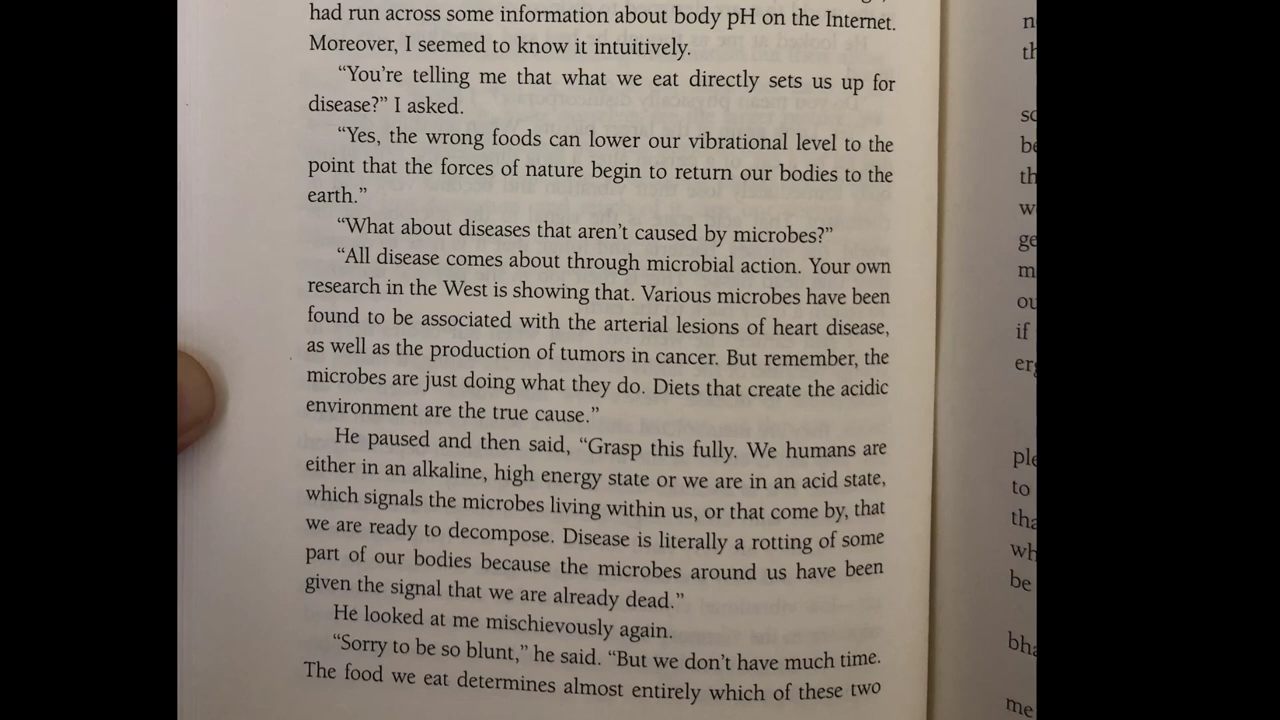 had run across some information about body pH on the Internet.
Moreover, I seemed to know it intuitively.
“You’re telling me that what we eat directly sets us up for
disease?” I asked.
“Yes, the wrong foods can lower our vibrational level to the
point that the forces of nature begin to return our bodies to the
earth.”
“What about diseases that aren’t caused by microbes?”
“All disease comes about through microbial action. Your own
research in the West is showing that. Various microbes have been
found to be associated with the arterial lesions of heart disease,
as well as the production of tumors in cancer. But remember, the
microbes are just doing what they do. Diets that create the acidic
environment are the true cause.”
He paused and then said, “Grasp this fully. We humans are
either in an alkaline, high energy state or we are in an acid state,
which signals the microbes living within us, or that come by, that
we are ready to decompose. Disease is literally a rotting of some
part of our bodies because the microbes around us have been
given the signal that we are already dead.”
He looked at me mischievously again.
“Sorry to be so blunt,” he said. “But we don’t have much time.
The food we eat determines almost entirely which of these two